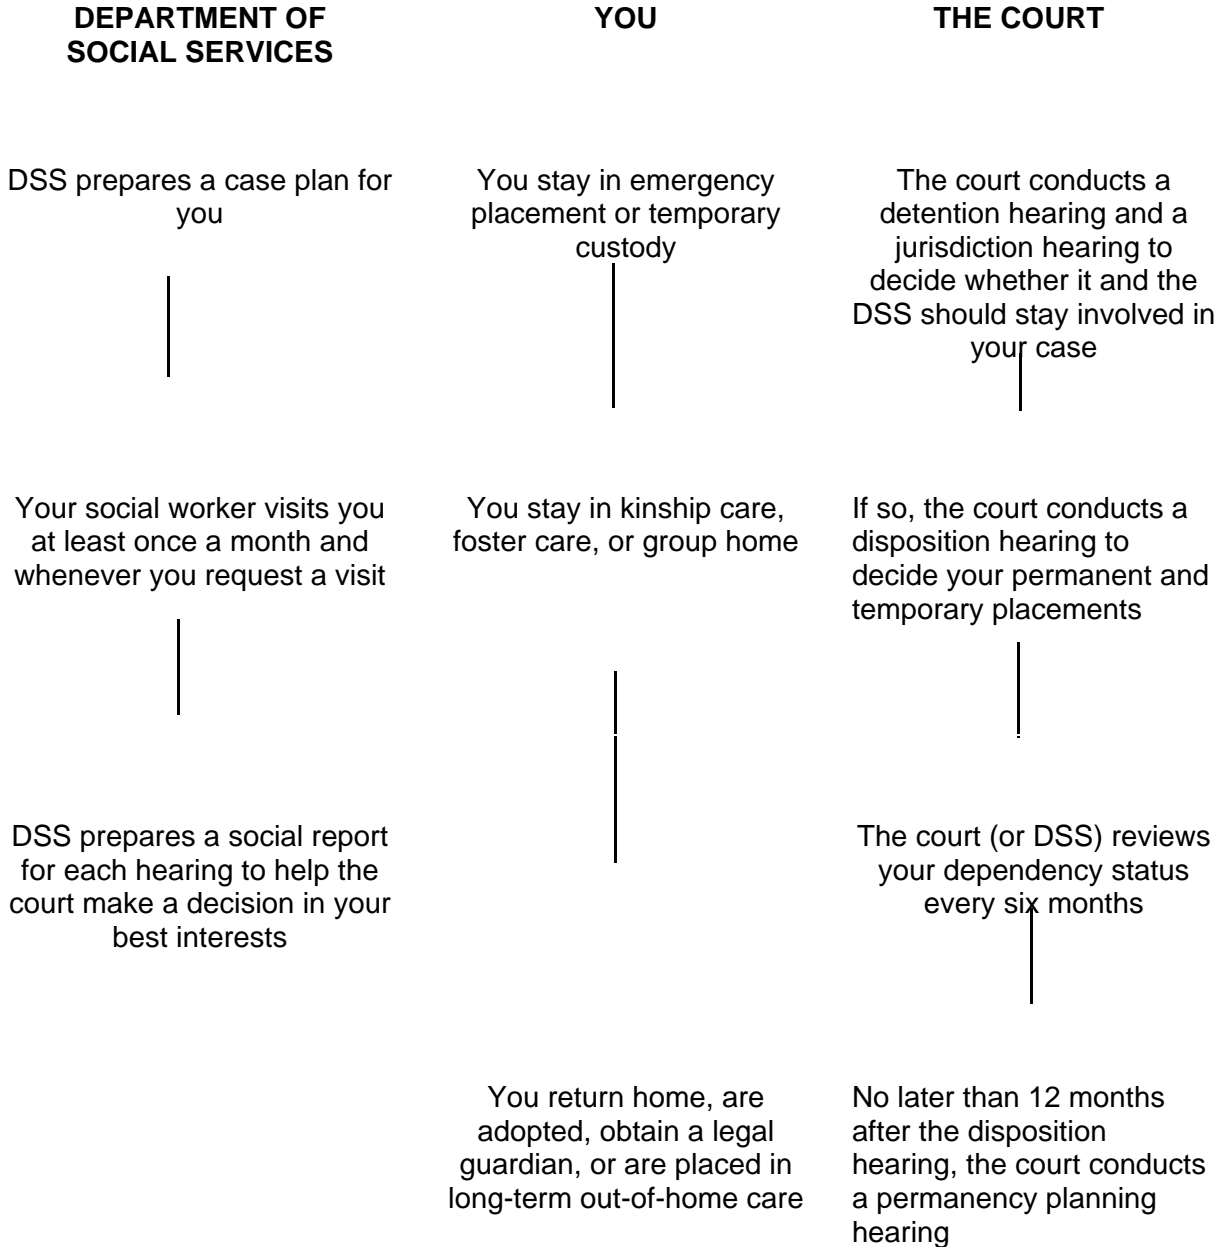 DEPARTMENT OF
SOCIAL SERVICES
YOU
THE COURT
DSS prepares a case plan for
you
You stay in emergency
placement or temporary
custody
The court conducts a
detention hearing and a
jurisdiction hearing to
decide whether it and the
DSS should stay involved in
your case
Your social worker visits you
at least once a month and
whenever you request a visit
You stay in kinship care,
foster care, or group home
If so, the court conducts a
disposition hearing to
decide your permanent and
temporary placements
DSS prepares a social report
for each hearing to help the
court make a decision in your
best interests
The court (or DSS) reviews
your dependency status
every six months
You return home, are
adopted, obtain a legal
guardian, or are placed in
long-term out-of-home care
No later than 12 months
after the disposition
hearing, the court conducts
a permanency planning
hearing